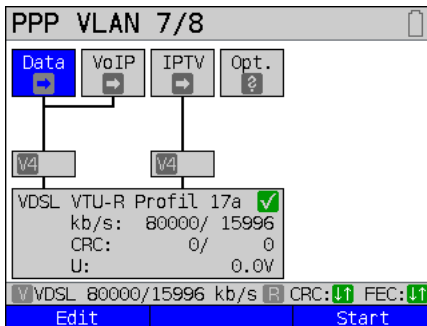 PPP VLAN 7/8
Data VoIP IPTV Opt.
V4 V4
VDSL VTU-R Profil 17a
kb/s: 80000/ 15996
CRC: 0/ 0
U: 0.0V
V VDSL 80000/15996 kb/s R CRC: FEC:
Edit Start